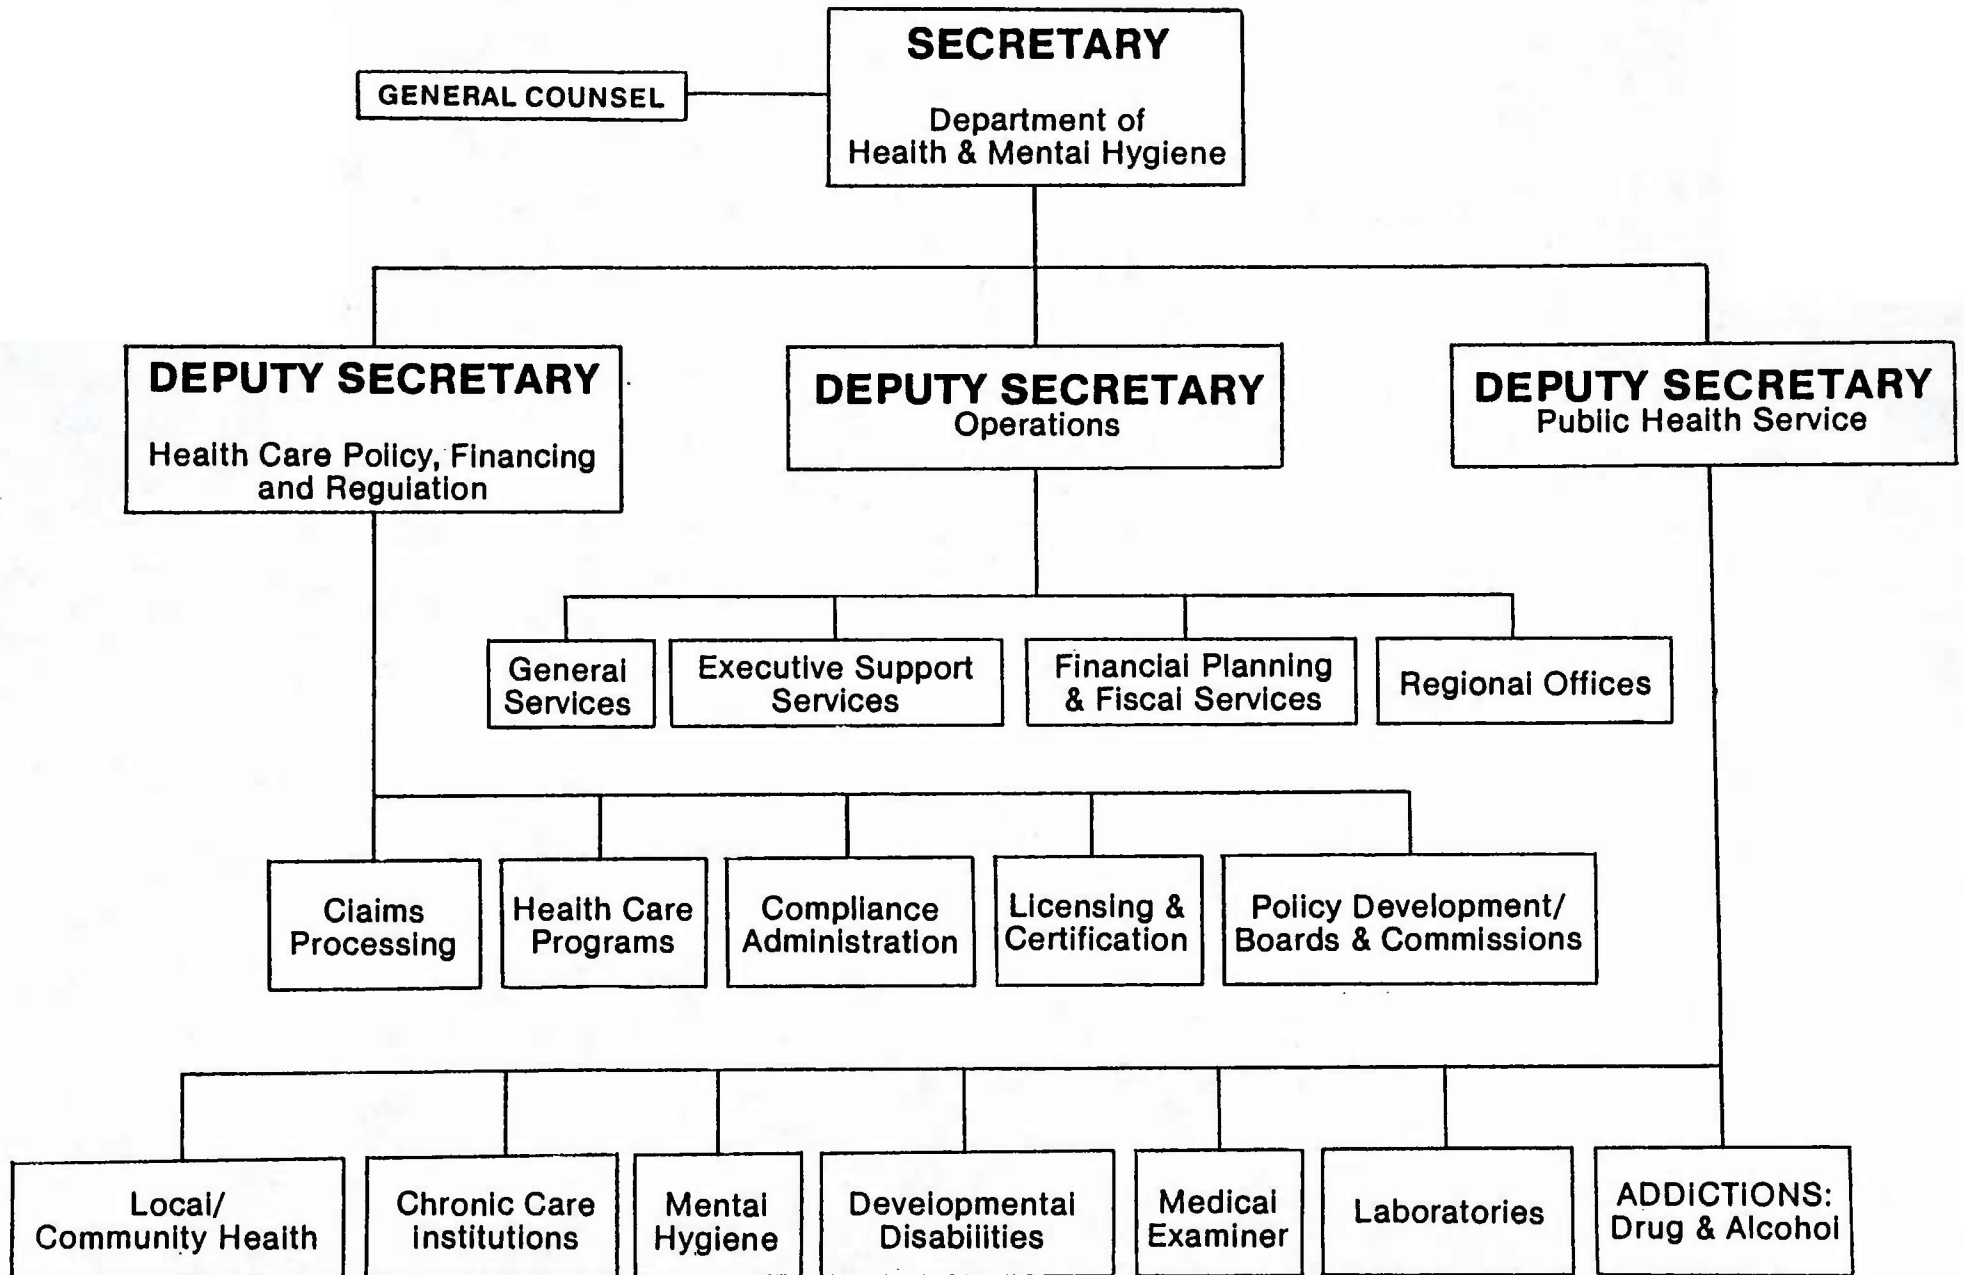 SECRETARY
Department of
Health & Mental Hygiene
GENERAL COUNSEL
DEPUTY SECRETARY
Health Care Policy, Financing
and Regulation
DEPUTY SECRETARY
Operations
DEPUTY SECRETARY
Public Health Service
General
Services
Executive Support
Services
Financial Planning
& Fiscal Services
Regional Offices
Claims
Processing
Health Care
Programs
Compliance
Administration
Licensing &
Certification
Policy Development/
Boards & Commissions
Local/
Community Health
Chronic Care
Institutions
Mental
Hygiene
Developmental
Disabilities
Medical
Examiner
Laboratories
ADDICTIONS:
Drug & Alcohol